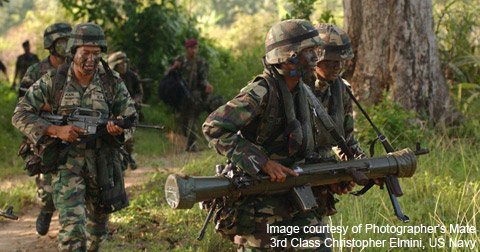 Image courtesy of Photographer's Mate
3rd Class Christopher Elmini, US Navy